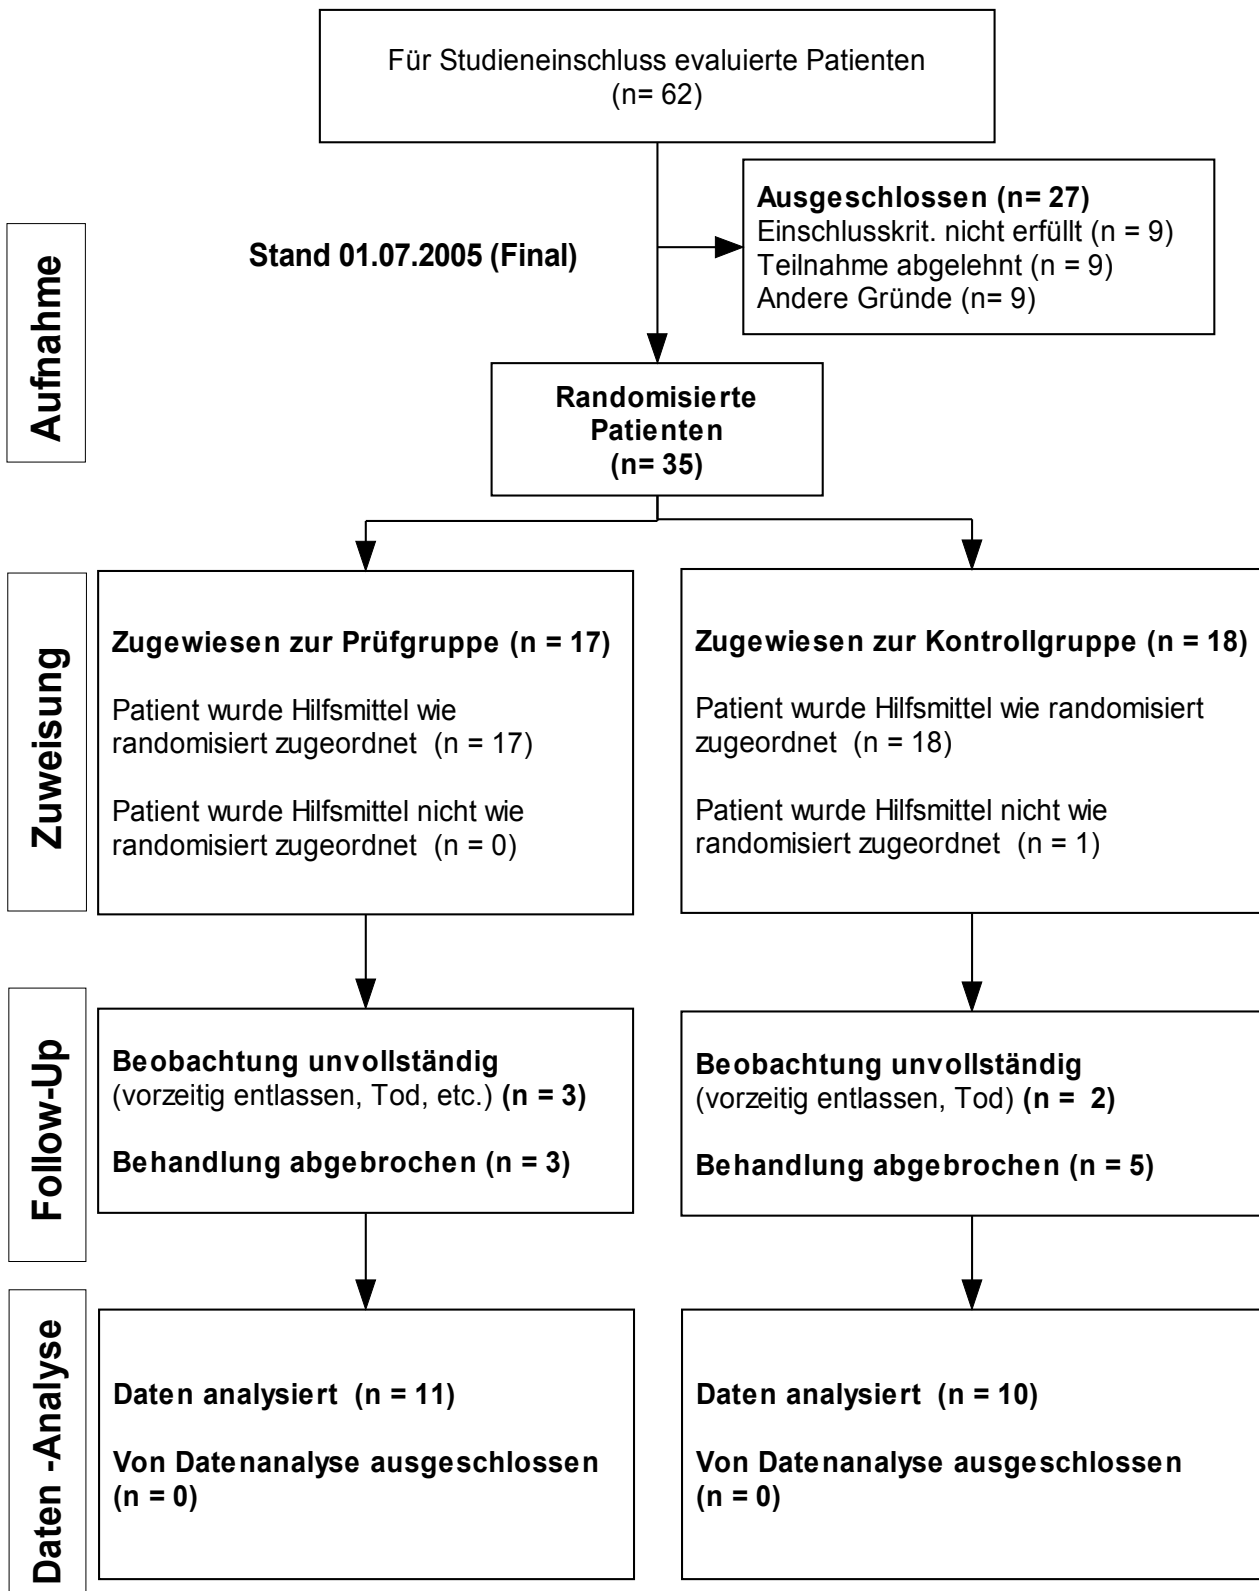 Für Studieneinschluss evaluierte Patienten
(n= 62)
Ausgeschlossen (n= 27)
Einschlusskrit. nicht erfüllt (n = 9)
Teilnahme abgelehnt (n = 9)
Andere Gründe (n= 9)
Stand 01.07.2005 (Final)
Aufnahme
Randomisierte
Patienten
(n= 35)
Zuweisung
Zugewiesen zur Prüfgruppe (n = 17)
Patient wurde Hilfsmittel wie
randomisiert zugeordnet (n = 17)
Patient wurde Hilfsmittel nicht wie
randomisiert zugeordnet (n = 0)
Zugewiesen zur Kontrollgruppe (n = 18)
Patient wurde Hilfsmittel wie randomisiert
zugeordnet (n = 18)
Patient wurde Hilfsmittel nicht wie
randomisiert zugeordnet (n = 1)
Follow-Up
Beobachtung unvollständig
(vorzeitig entlassen, Tod, etc.) (n = 3)
Behandlung abgebrochen (n = 3)
Beobachtung unvollständig
(vorzeitig entlassen, Tod) (n = 2)
Behandlung abgebrochen (n = 5)
Daten -Analyse
Daten analysiert (n = 11)
Von Datenanalyse ausgeschlossen
(n = 0)
Daten analysiert (n = 10)
Von Datenanalyse ausgeschlossen
(n = 0)